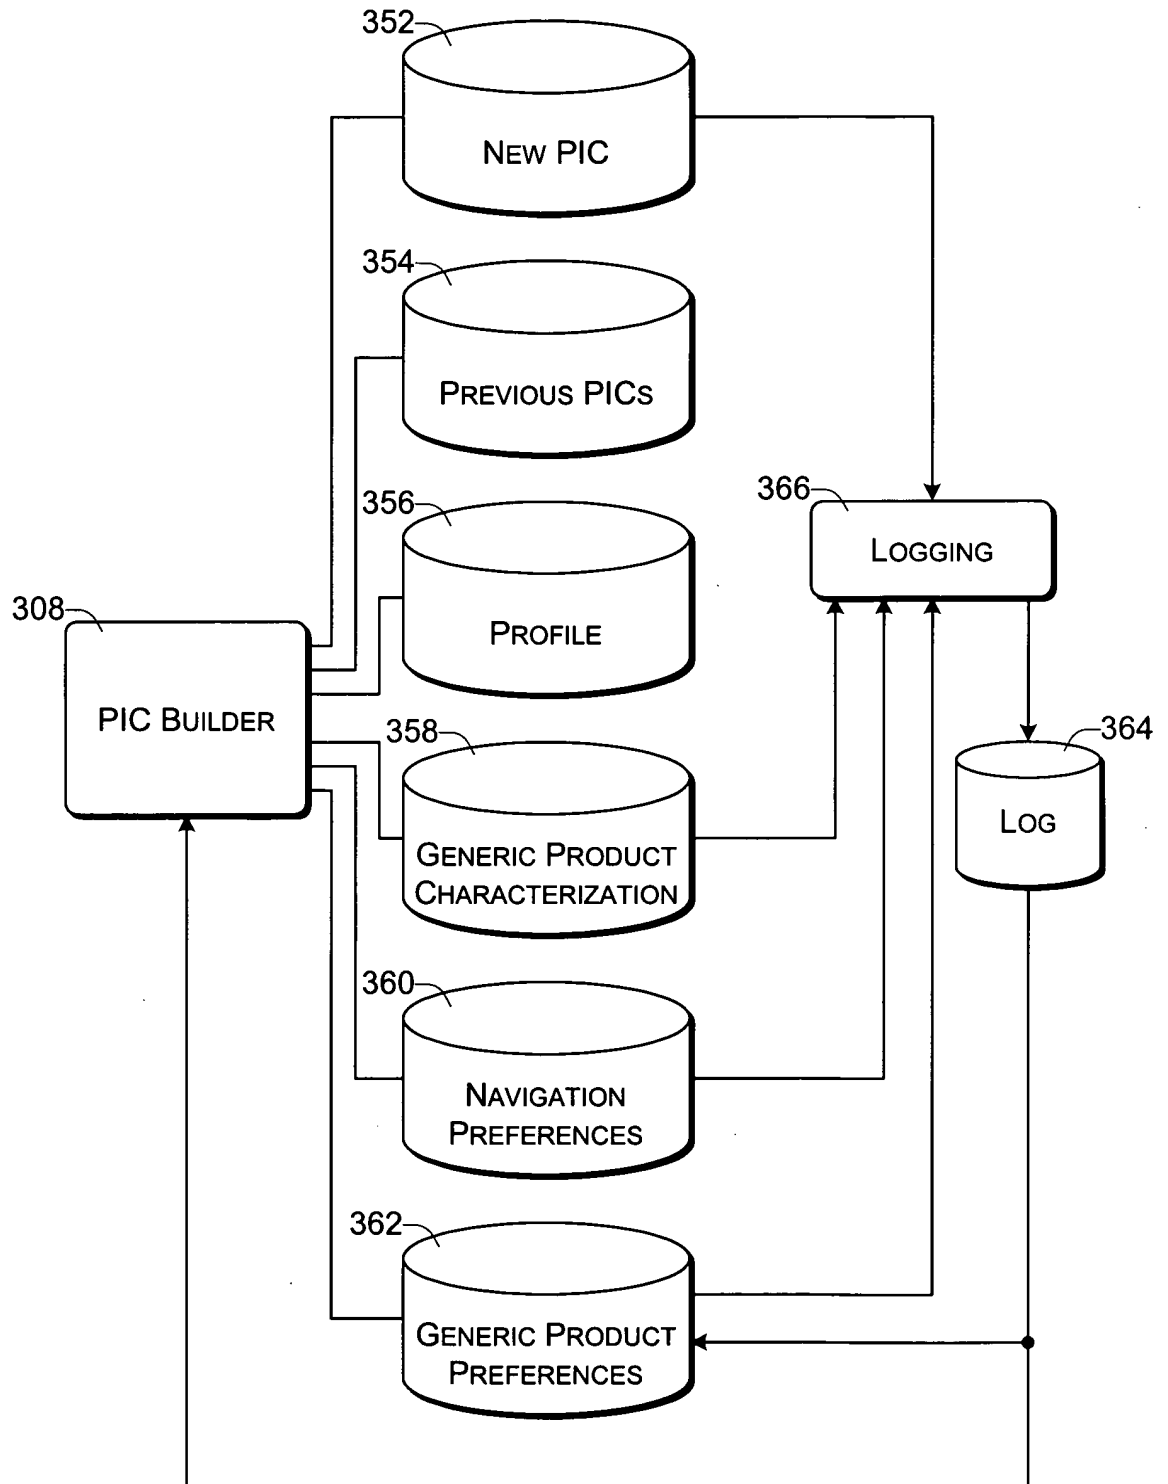 352
NEW PIC
354
PREVIOUS PICS
356
PROFILE
366
LOGGING
308
PIC BUILDER
358
GENERIC PRODUCT
CHARACTERIZATION
364
LOG
360
NAVIGATION
PREFERENCES
362
GENERIC PRODUCT
PREFERENCES